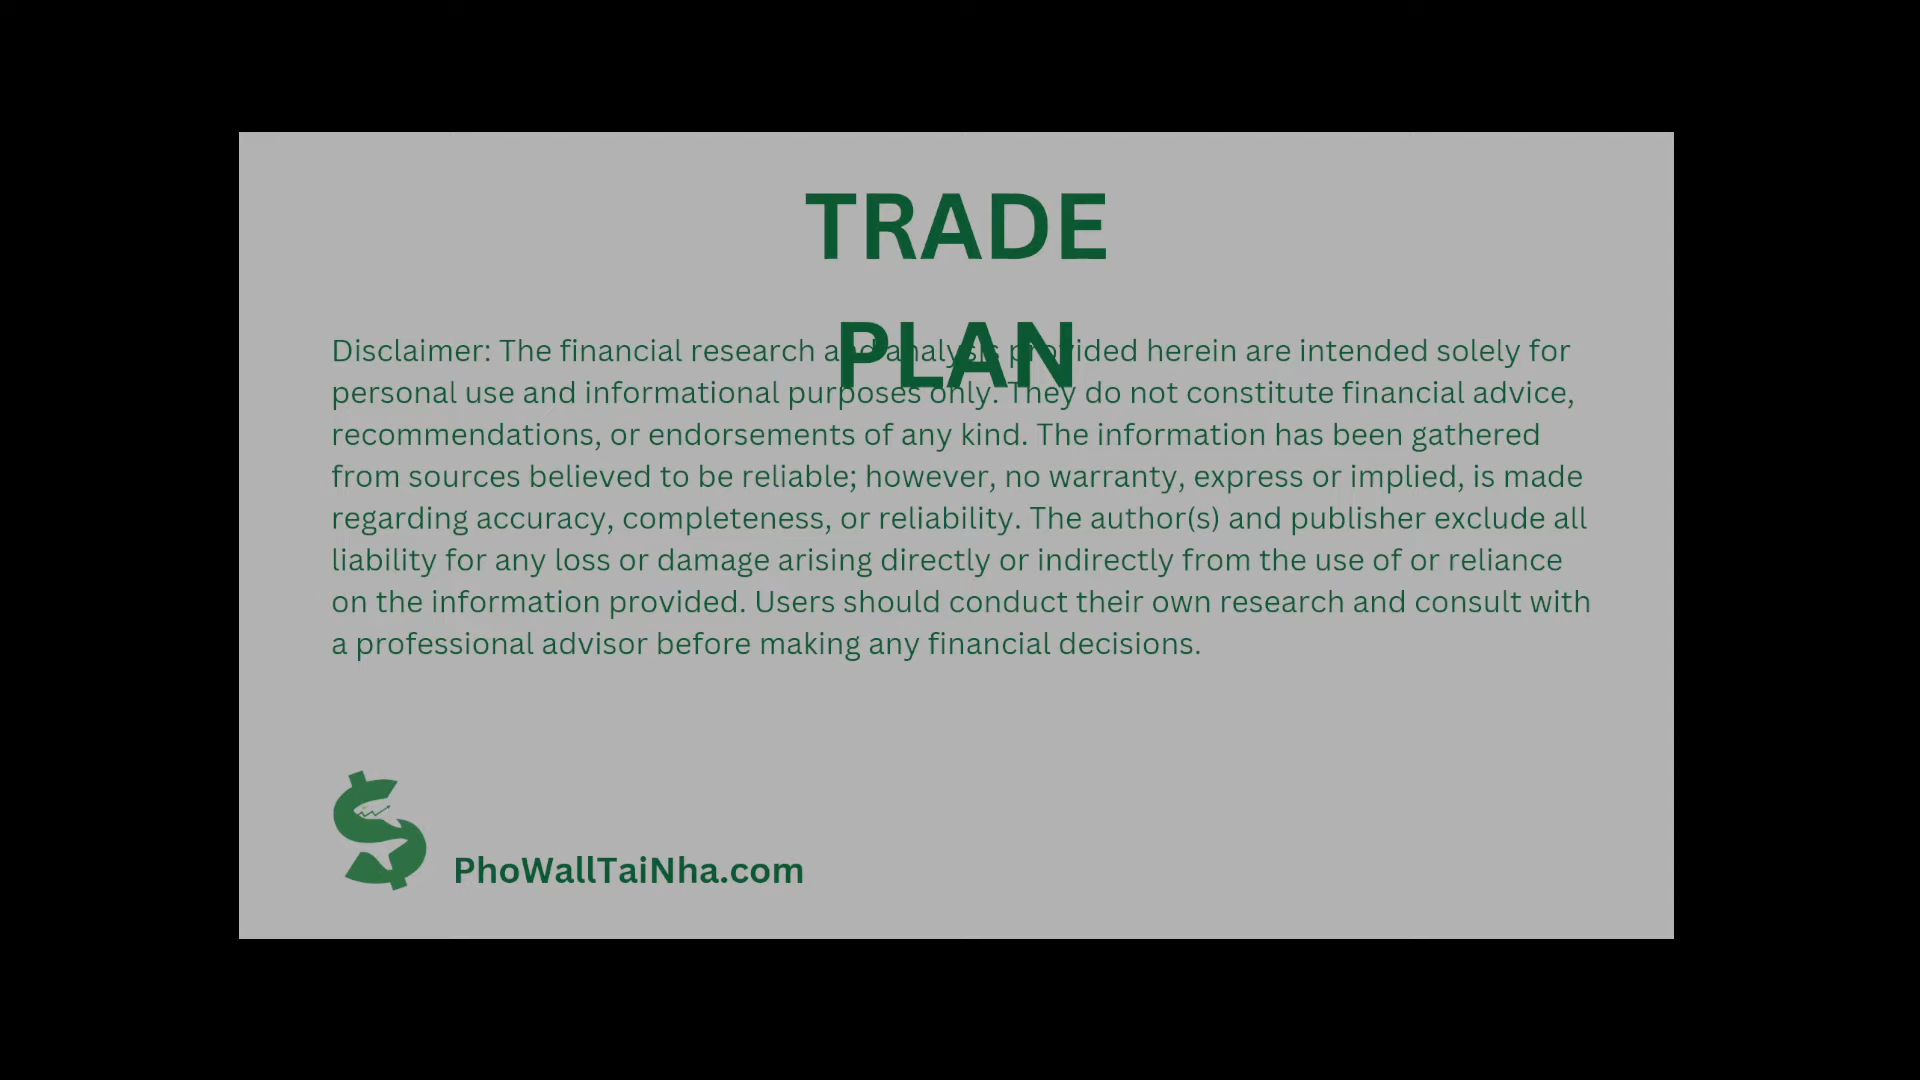 TRADE
PLAN
Disclaimer: The financial research and analysis provided herein are intended solely for
personal use and informational purposes only. They do not constitute financial advice,
recommendations, or endorsements of any kind. The information has been gathered
from sources believed to be reliable; however, no warranty, express or implied, is made
regarding accuracy, completeness, or reliability. The author(s) and publisher exclude all
liability for any loss or damage arising directly or indirectly from the use of or reliance
on the information provided. Users should conduct their own research and consult with
a professional advisor before making any financial decisions.
PhoWallTaiNha.com